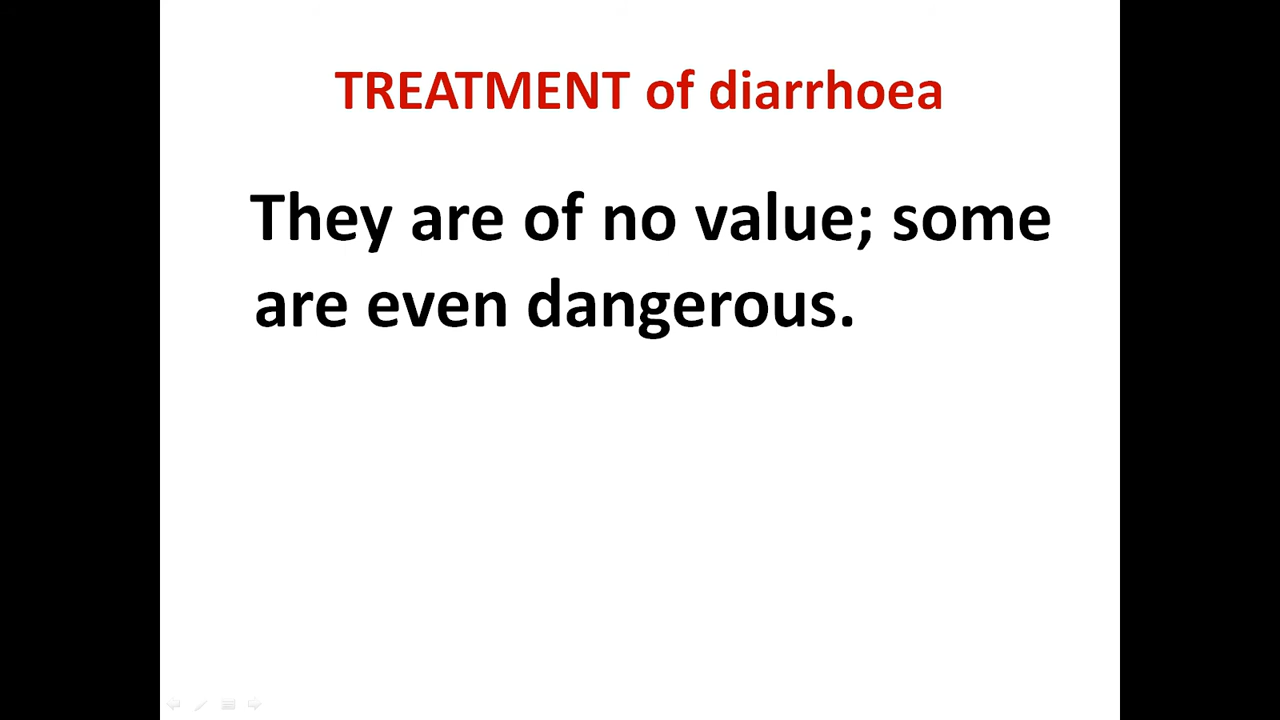 TREATMENT of diarrhoea
They are of no value; some
are even dangerous.